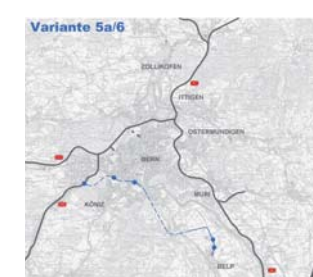 Variante 5a/6
ZOLLIKOFEN
ITTIGEN
OSTERMUNDIGEN
BERN
MURI
KÖNIZ
BELP